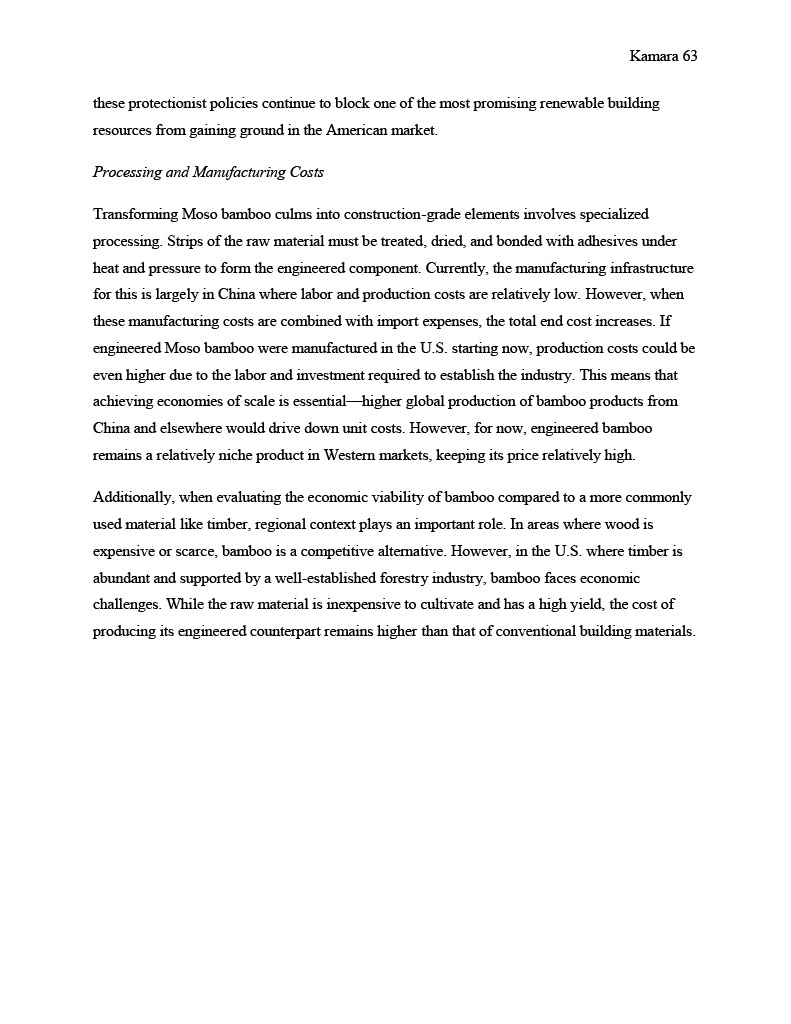 Kamara 63
these protectionist policies continue to block one of the most promising renewable building
resources from gaining ground in the American market.
Processing and Manufacturing Costs
Transforming Moso bamboo culms into construction-grade elements involves specialized
processing. Strips of the raw material must be treated, dried, and bonded with adhesives under
heat and pressure to form the engineered component. Currently, the manufacturing infrastructure
for this is largely in China where labor and production costs are relatively low. However, when
these manufacturing costs are combined with import expenses, the total end cost increases. If
engineered Moso bamboo were manufactured in the U.S. starting now, production costs could be
even higher due to the labor and investment required to establish the industry. This means that
achieving economies of scale is essential—higher global production of bamboo products from
China and elsewhere would drive down unit costs. However, for now, engineered bamboo
remains a relatively niche product in Western markets, keeping its price relatively high.
Additionally, when evaluating the economic viability of bamboo compared to a more commonly
used material like timber, regional context plays an important role. In areas where wood is
expensive or scarce, bamboo is a competitive alternative. However, in the U.S. where timber is
abundant and supported by a well-established forestry industry, bamboo faces economic
challenges. While the raw material is inexpensive to cultivate and has a high yield, the cost of
producing its engineered counterpart remains higher than that of conventional building materials.